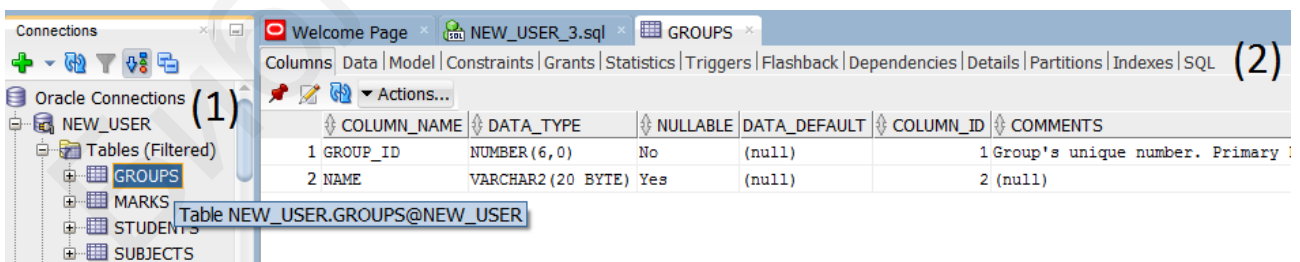 Connections
Welcome Page NEW_USER_3.sql GROUPS
Columns Data Model Constraints Grants Statistics Triggers Flashback Dependencies Details Partitions Indexes SQL (2)
Oracle Connections (1)
Actions...
NEW_USER
COLUMN_NAME DATA_TYPE NULLABLE DATA_DEFAULT COLUMN_ID COMMENTS
Tables (Filtered)
1 GROUP_ID NUMBER(6,0) No (null) 1 Group's unique number. Primary
GROUPS
2 NAME VARCHAR2(20 BYTE) Yes (null) 2 (null)
MARKS
Table NEW_USER.GROUPS@NEW_USER
STUDENTS
SUBJECTS